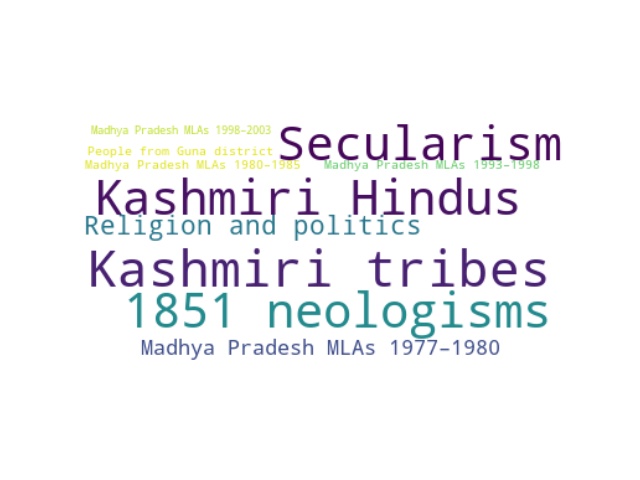 Madhya Pradesh MLAs 1998–2003
Secularism
People from Guna district
Madhya Pradesh MLAs 1980–1985
Madhya Pradesh MLAs 1993–1998
Kashmiri Hindus
Religion and politics
Kashmiri tribes
1851 neologisms
Madhya Pradesh MLAs 1977–1980